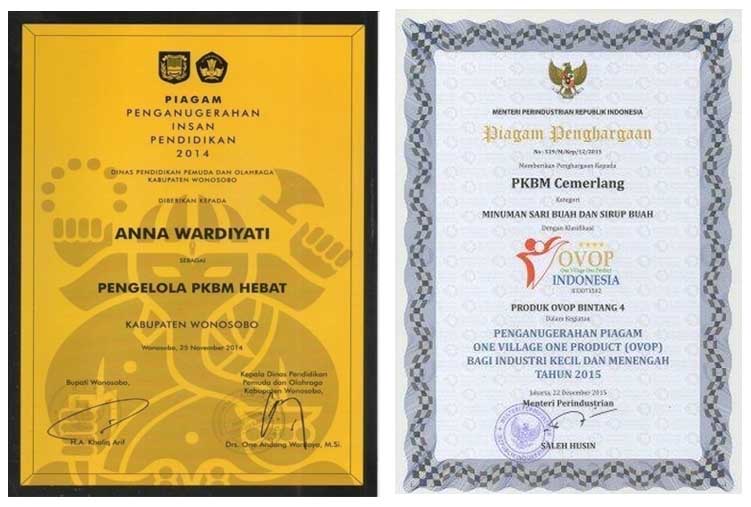 PIAGAM
PENGANUGERAHAN
INSAN
PENDIDIKAN
2014
DINAS PENDIDIKAN PEMUDA DAN OLAHRAGA
KABUPATEN WONOSOBO
DIBERIKAN KEPADA
ANNA WARDIYATI
SEBAGAI
PENGELOLA PKBM HEBAT
KABUPATEN WONOSOBO
Wonosobo, 25 November 2014
Bupati Wonosobo,
Kepala Dinas Pendidikan
Pemuda dan Olahraga
Kabupaten Wonosobo,
H.A. Kholiq Arif
Drs. One Andang Wardoyo, M.Si.
MENTERI PERINDUSTRIAN REPUBLIK INDONESIA
Piagam Penghargaan
No: 529/M/Kep/12/2015
Memberikan Penghargaan Kepada
PKBM Cemerlang
Kategori
MINUMAN SARI BUAH DAN SIRUP BUAH
Dengan Klasifikasi
OVOP
One Village One Product
INDONESIA
PRODUK OVOP BINTANG 4
Dalam Kegiatan
PENGANUGERAHAN PIAGAM
ONE VILLAGE ONE PRODUCT (OVOP)
BAGI INDUSTRI KECIL DAN MENENGAH
TAHUN 2015
Jakarta, 22 Desember 2015
Menteri Perindustrian
SALEH HUSIN